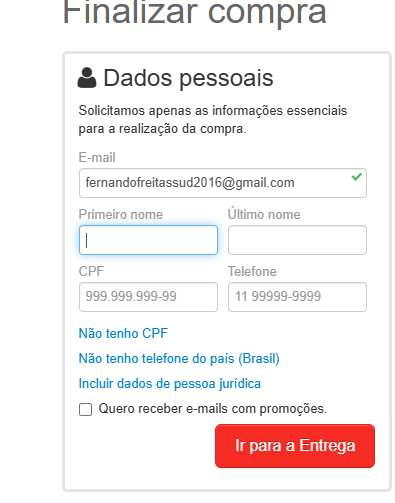 Finalizar compra
Dados pessoais
Solicitamos apenas as informações essenciais
para a realização da compra.
E-mail
fernandofreitassud2016@gmail.com
Primeiro nome Último nome
CPF Telefone
999.999.999-99 11 99999-9999
Não tenho CPF
Não tenho telefone do país (Brasil)
Incluir dados de pessoa jurídica
Quero receber e-mails com promoções.
Ir para a Entrega